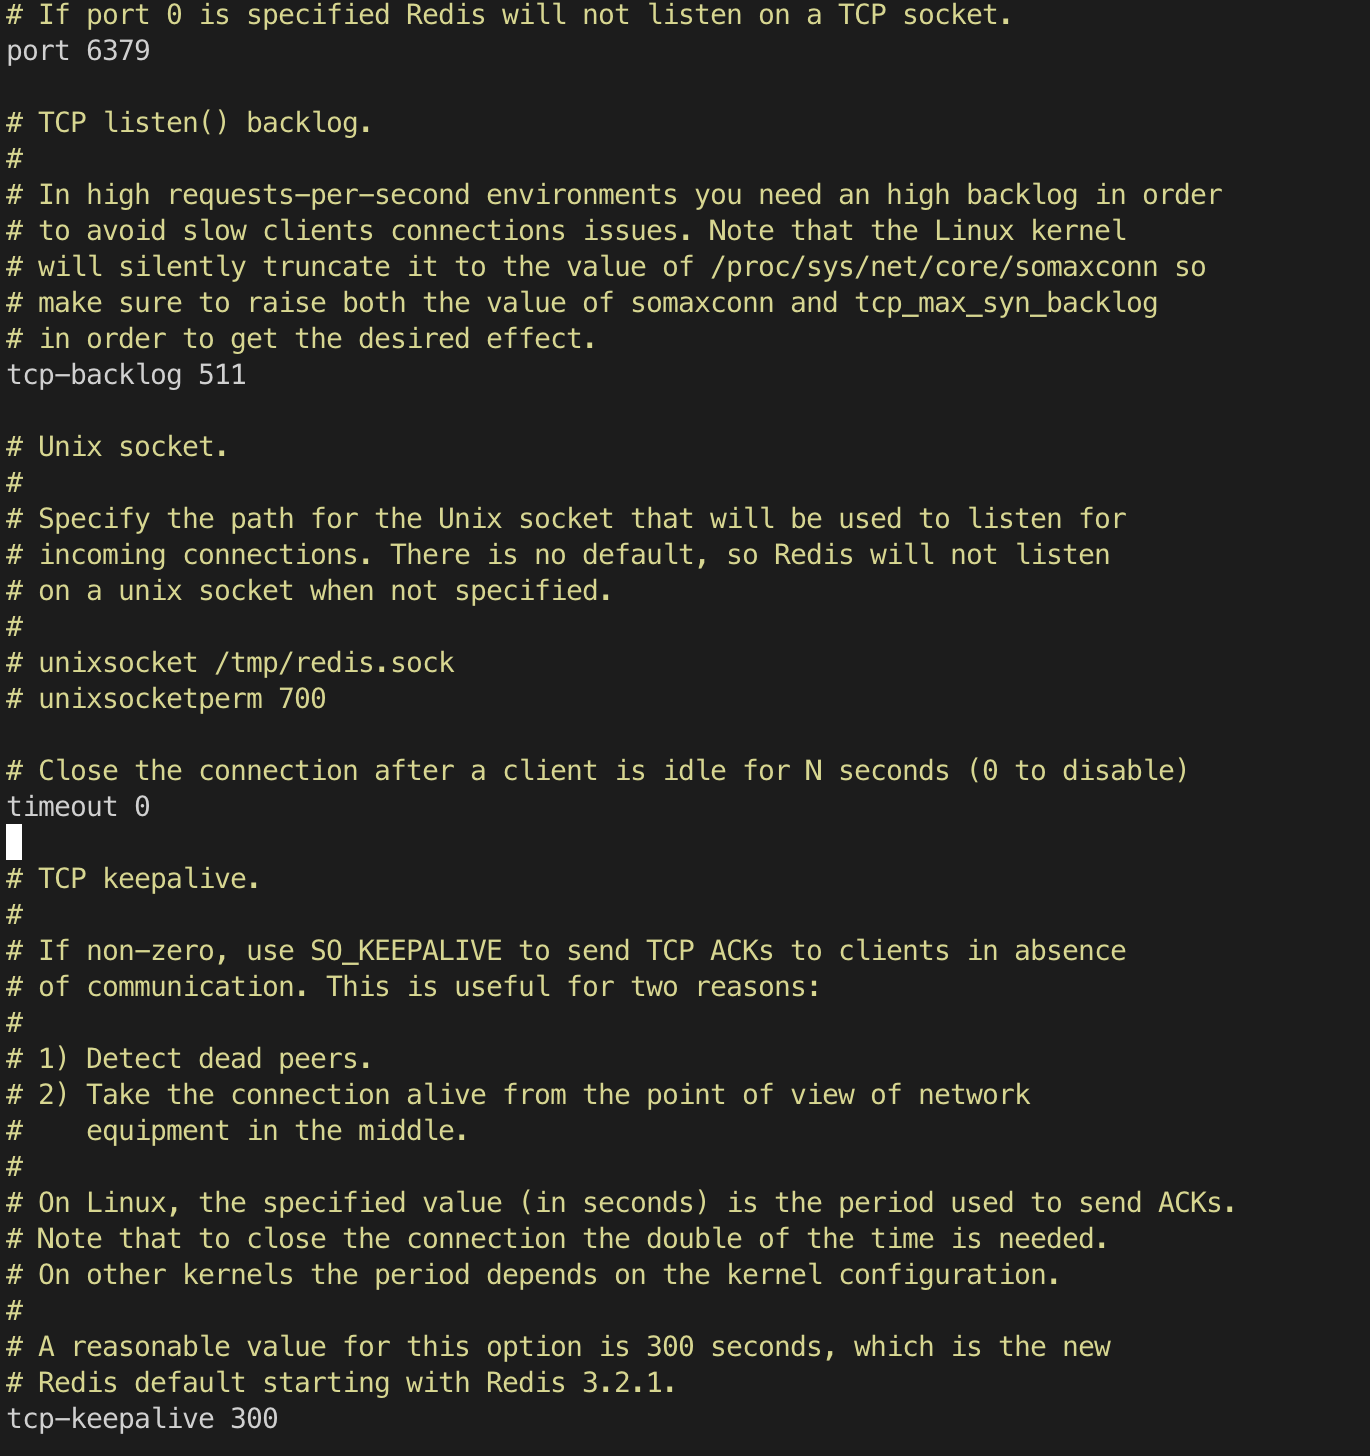 # If port 0 is specified Redis will not listen on a TCP socket.
port 6379
# TCP listen() backlog.
#
# In high requests-per-second environments you need an high backlog in order
# to avoid slow clients connections issues. Note that the Linux kernel
# will silently truncate it to the value of /proc/sys/net/core/somaxconn so
# make sure to raise both the value of somaxconn and tcp_max_syn_backlog
# in order to get the desired effect.
tcp-backlog 511
# Unix socket.
#
# Specify the path for the Unix socket that will be used to listen for
# incoming connections. There is no default, so Redis will not listen
# on a unix socket when not specified.
#
# unixsocket /tmp/redis.sock
# unixsocketperm 700
# Close the connection after a client is idle for N seconds (0 to disable)
timeout 0
# TCP keepalive.
#
# If non-zero, use SO_KEEPALIVE to send TCP ACKs to clients in absence
# of communication. This is useful for two reasons:
#
# 1) Detect dead peers.
# 2) Take the connection alive from the point of view of network
#    equipment in the middle.
#
# On Linux, the specified value (in seconds) is the period used to send ACKs.
# Note that to close the connection the double of the time is needed.
# On other kernels the period depends on the kernel configuration.
#
# A reasonable value for this option is 300 seconds, which is the new
# Redis default starting with Redis 3.2.1.
tcp-keepalive 300